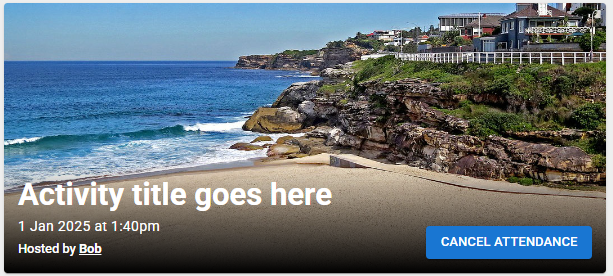 Activity title goes here
1 Jan 2025 at 1:40pm
Hosted by Bob
CANCEL ATTENDANCE